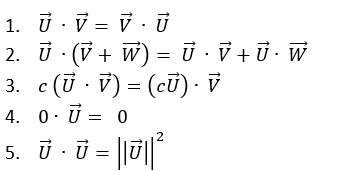 1. U⃗ · V⃗ = V⃗ · U⃗
2. U⃗ · (V⃗ + W⃗) = U⃗ · V⃗ + U⃗ · W⃗
3. c (U⃗ · V⃗) = (cU⃗) · V⃗
4. 0 · U⃗ = 0
5. U⃗ · U⃗ = ||U⃗||²